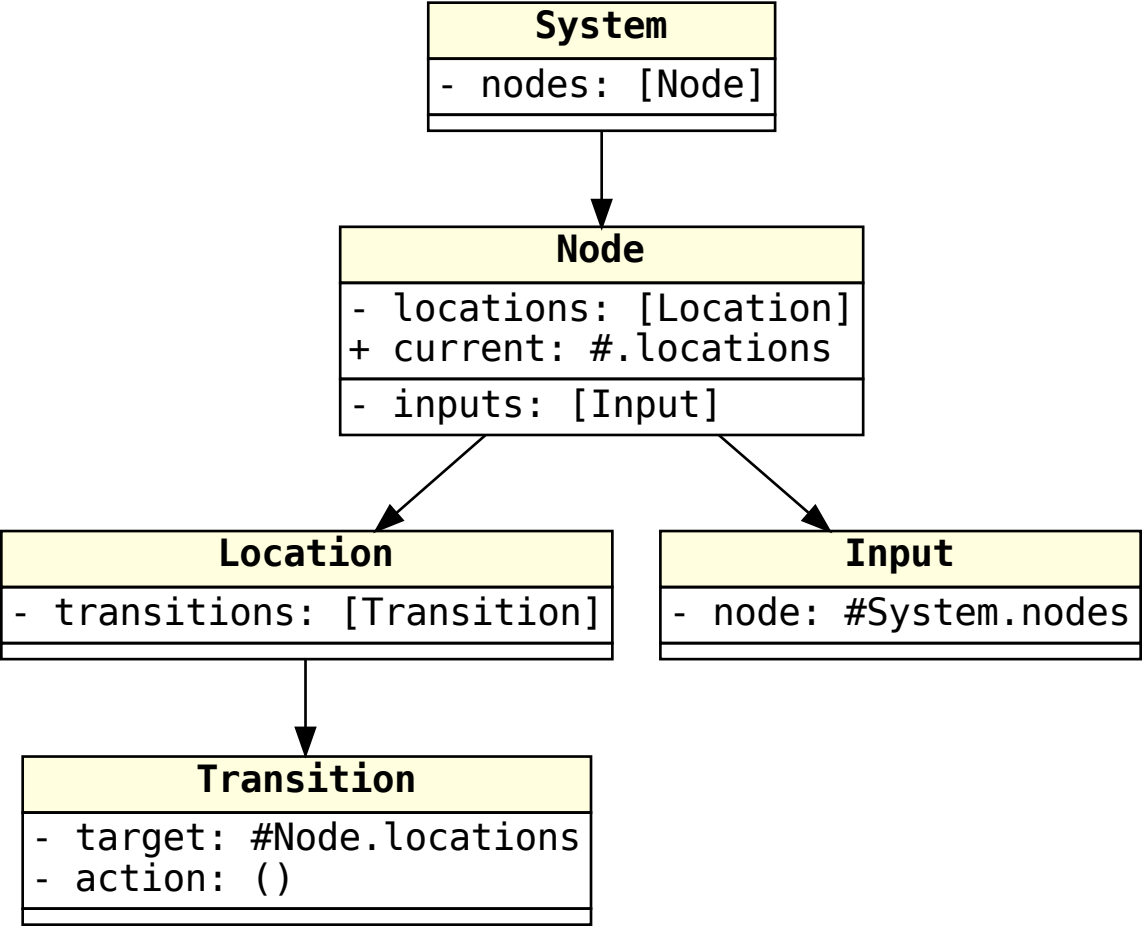 System
- nodes: [Node]
Node
- locations: [Location]
+ current: #.locations
- inputs: [Input]
Location
- transitions: [Transition]
Input
- node: #System.nodes
Transition
- target: #Node.locations
- action: ()